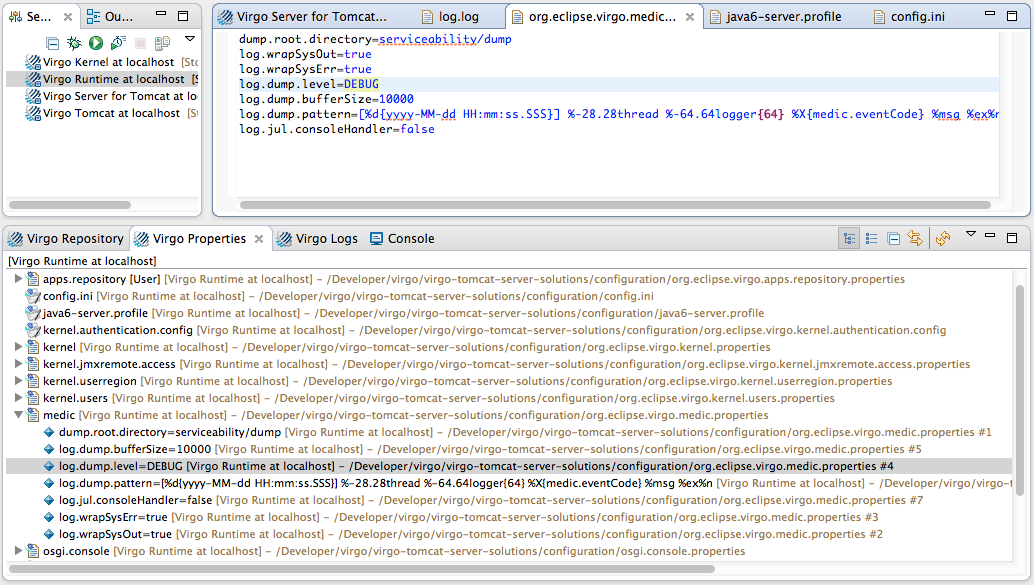 Se...
Ou...
Virgo Kernel at localhost [Sto
Virgo Runtime at localhost [S
Virgo Server for Tomcat at lo
Virgo Tomcat at localhost [St
Virgo Server for Tomcat...
log.log
org.eclipse.virgo.medic...
java6-server.profile
config.ini
dump.root.directory=serviceability/dump
log.wrapSysOut=true
log.wrapSysErr=true
log.dump.level=DEBUG
log.dump.bufferSize=10000
log.dump.pattern=[%d{yyyy-MM-dd HH:mm:ss.SSS}] %-28.28thread %-64.64logger{64} %X{medic.eventCode} %msg %ex%n
log.jul.consoleHandler=false
Virgo Repository
Virgo Properties
Virgo Logs
Console
[Virgo Runtime at localhost]
apps.repository [User] [Virgo Runtime at localhost] – /Developer/virgo/virgo-tomcat-server-solutions/configuration/org.eclipse.virgo.apps.repository.properties
config.ini [Virgo Runtime at localhost] – /Developer/virgo/virgo-tomcat-server-solutions/configuration/config.ini
java6-server.profile [Virgo Runtime at localhost] – /Developer/virgo/virgo-tomcat-server-solutions/configuration/java6-server.profile
kernel.authentication.config [Virgo Runtime at localhost] – /Developer/virgo/virgo-tomcat-server-solutions/configuration/org.eclipse.virgo.kernel.authentication.config
kernel [Virgo Runtime at localhost] – /Developer/virgo/virgo-tomcat-server-solutions/configuration/org.eclipse.virgo.kernel.properties
kernel.jmxremote.access [Virgo Runtime at localhost] – /Developer/virgo/virgo-tomcat-server-solutions/configuration/org.eclipse.virgo.kernel.jmxremote.access.properties
kernel.userregion [Virgo Runtime at localhost] – /Developer/virgo/virgo-tomcat-server-solutions/configuration/org.eclipse.virgo.kernel.userregion.properties
kernel.users [Virgo Runtime at localhost] – /Developer/virgo/virgo-tomcat-server-solutions/configuration/org.eclipse.virgo.kernel.users.properties
medic [Virgo Runtime at localhost] – /Developer/virgo/virgo-tomcat-server-solutions/configuration/org.eclipse.virgo.medic.properties
dump.root.directory=serviceability/dump [Virgo Runtime at localhost] – /Developer/virgo/virgo-tomcat-server-solutions/configuration/org.eclipse.virgo.medic.properties #1
log.dump.bufferSize=10000 [Virgo Runtime at localhost] – /Developer/virgo/virgo-tomcat-server-solutions/configuration/org.eclipse.virgo.medic.properties #5
log.dump.level=DEBUG [Virgo Runtime at localhost] – /Developer/virgo/virgo-tomcat-server-solutions/configuration/org.eclipse.virgo.medic.properties #4
log.dump.pattern=[%d{yyyy-MM-dd HH:mm:ss.SSS}] %-28.28thread %-64.64logger{64} %X{medic.eventCode} %msg %ex%n [Virgo Runtime at localhost] – /Developer/virgo/virgo-t
log.jul.consoleHandler=false [Virgo Runtime at localhost] – /Developer/virgo/virgo-tomcat-server-solutions/configuration/org.eclipse.virgo.medic.properties #7
log.wrapSysErr=true [Virgo Runtime at localhost] – /Developer/virgo/virgo-tomcat-server-solutions/configuration/org.eclipse.virgo.medic.properties #3
log.wrapSysOut=true [Virgo Runtime at localhost] – /Developer/virgo/virgo-tomcat-server-solutions/configuration/org.eclipse.virgo.medic.properties #2
osgi.console [Virgo Runtime at localhost] – /Developer/virgo/virgo-tomcat-server-solutions/configuration/osgi.console.properties